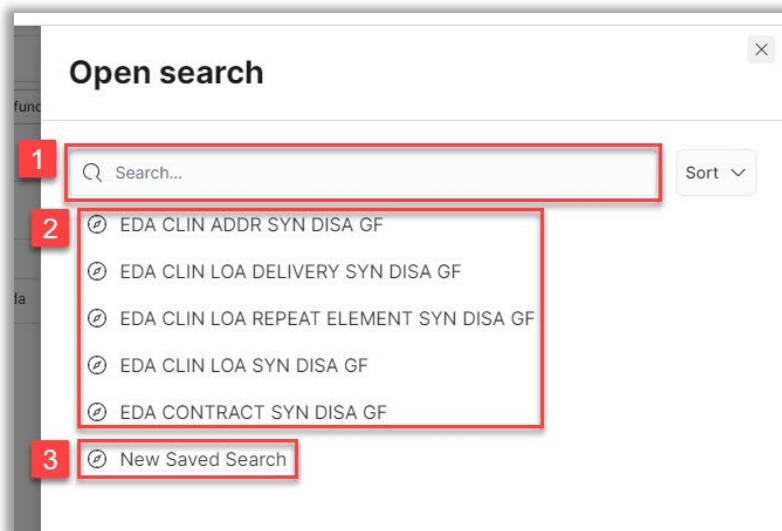 Open search
func
1
Search...
Sort
2
EDA CLIN ADDR SYN DISA GF
EDA CLIN LOA DELIVERY SYN DISA GF
da
EDA CLIN LOA REPEAT ELEMENT SYN DISA GF
EDA CLIN LOA SYN DISA GF
EDA CONTRACT SYN DISA GF
3
New Saved Search